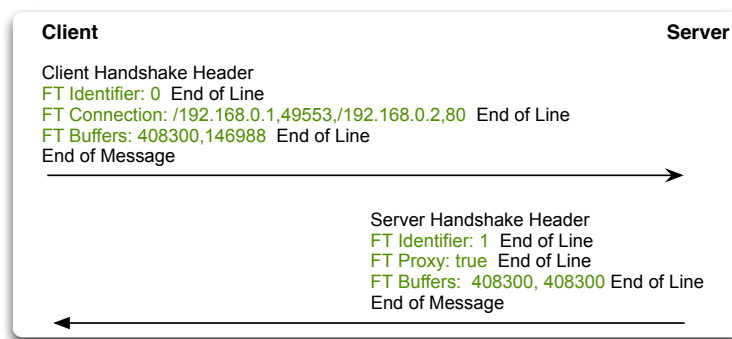 Client Server
Client Handshake Header
FT Identifier: 0 End of Line
FT Connection: /192.168.0.1,49553,/192.168.0.2,80 End of Line
FT Buffers: 408300,146988 End of Line
End of Message
Server Handshake Header
FT Identifier: 1 End of Line
FT Proxy: true End of Line
FT Buffers: 408300, 408300 End of Line
End of Message